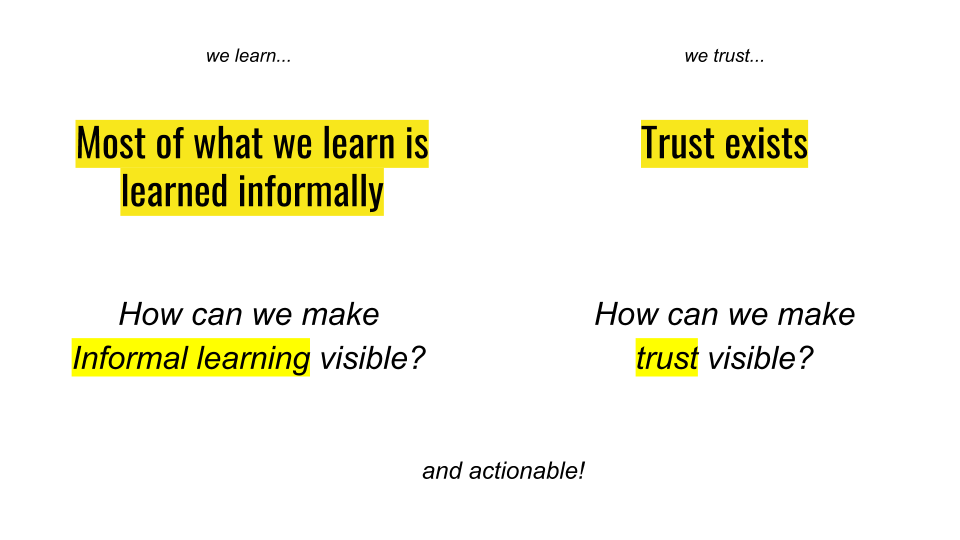 we learn...
Most of what we learn is
learned informally
How can we make
Informal learning visible?
we trust...
Trust exists
How can we make
trust visible?
and actionable!